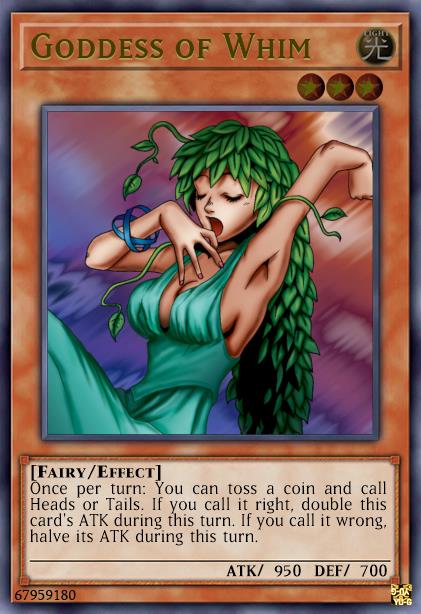 GODDESS OF WHIM
LIGHT
光
[FAIRY/EFFECT]
Once per turn: You can toss a coin and call
Heads or Tails. If you call it right, double this
card's ATK during this turn. If you call it wrong,
halve its ATK during this turn.
ATK/ 950 DEF/ 700
67959180